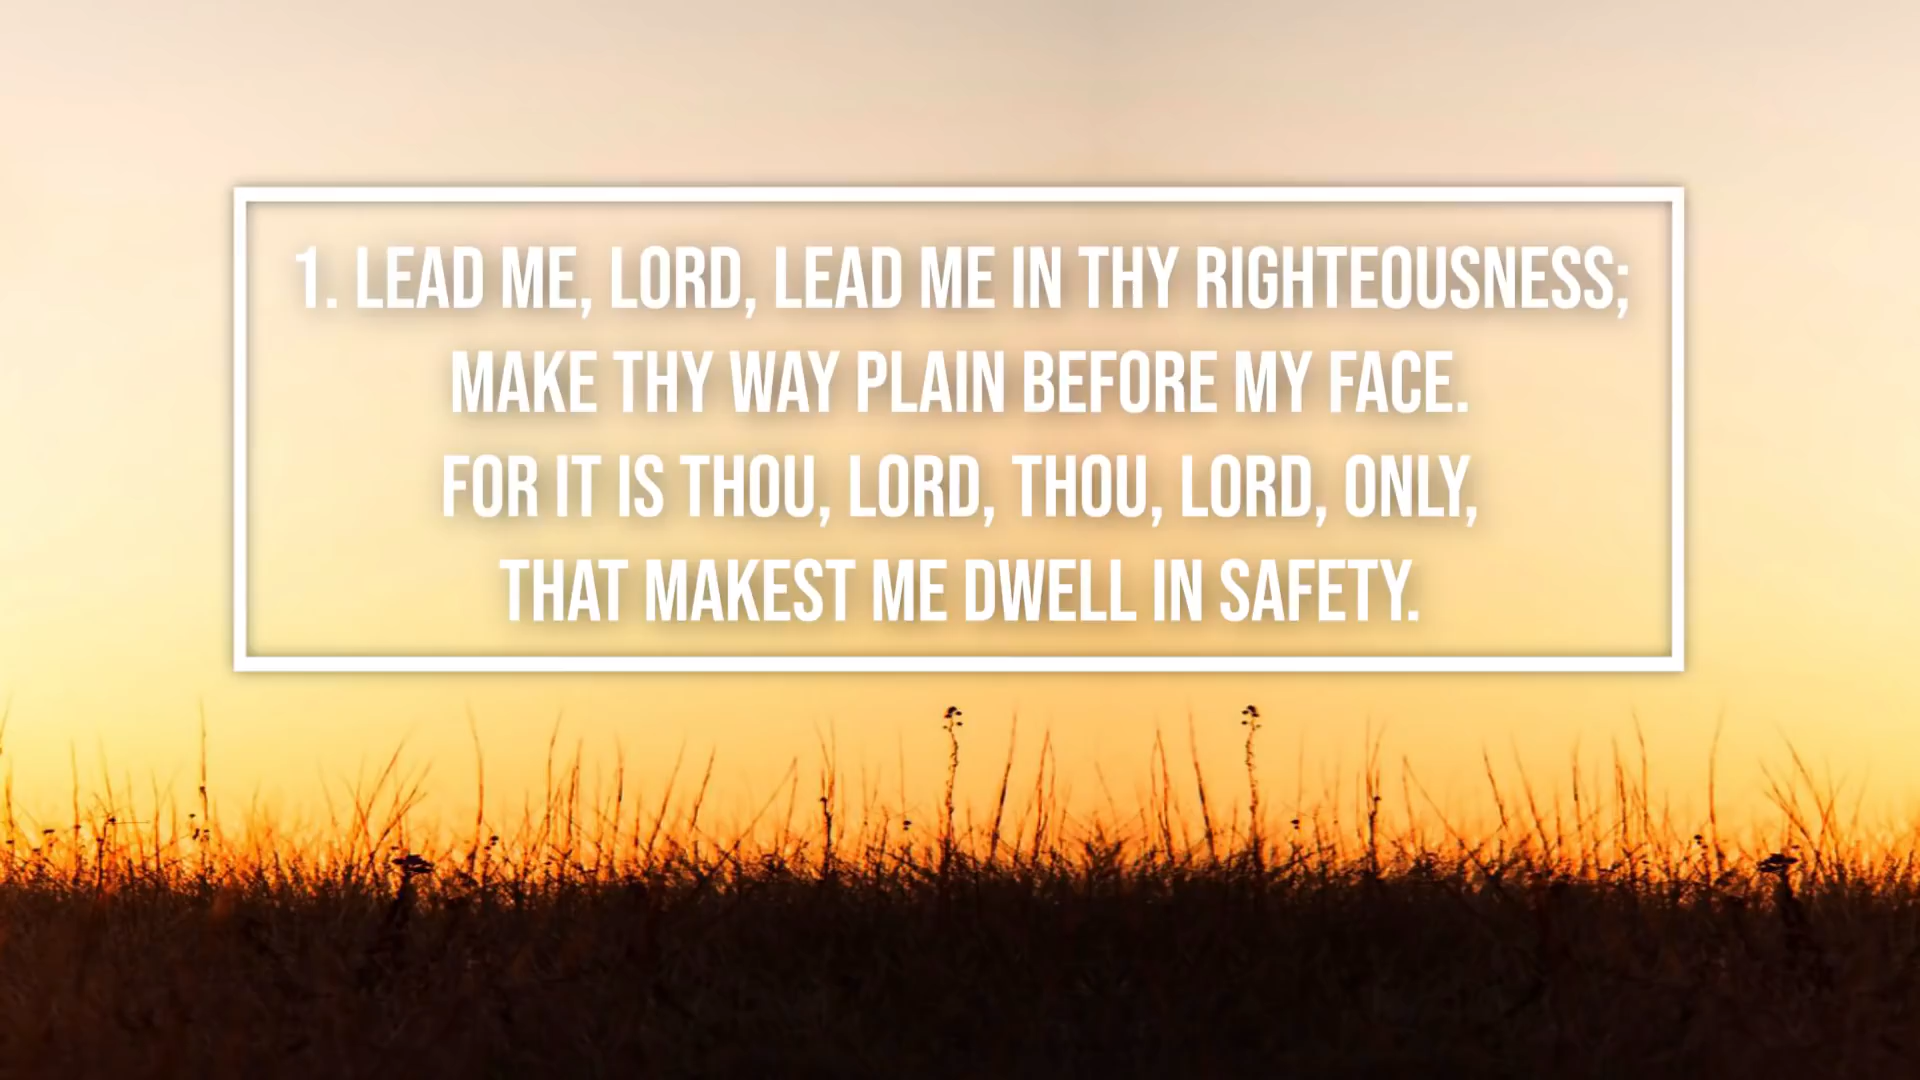 1. LEAD ME, LORD, LEAD ME IN THY RIGHTEOUSNESS;
MAKE THY WAY PLAIN BEFORE MY FACE.
FOR IT IS THOU, LORD, THOU, LORD, ONLY,
THAT MAKEST ME DWELL IN SAFETY.